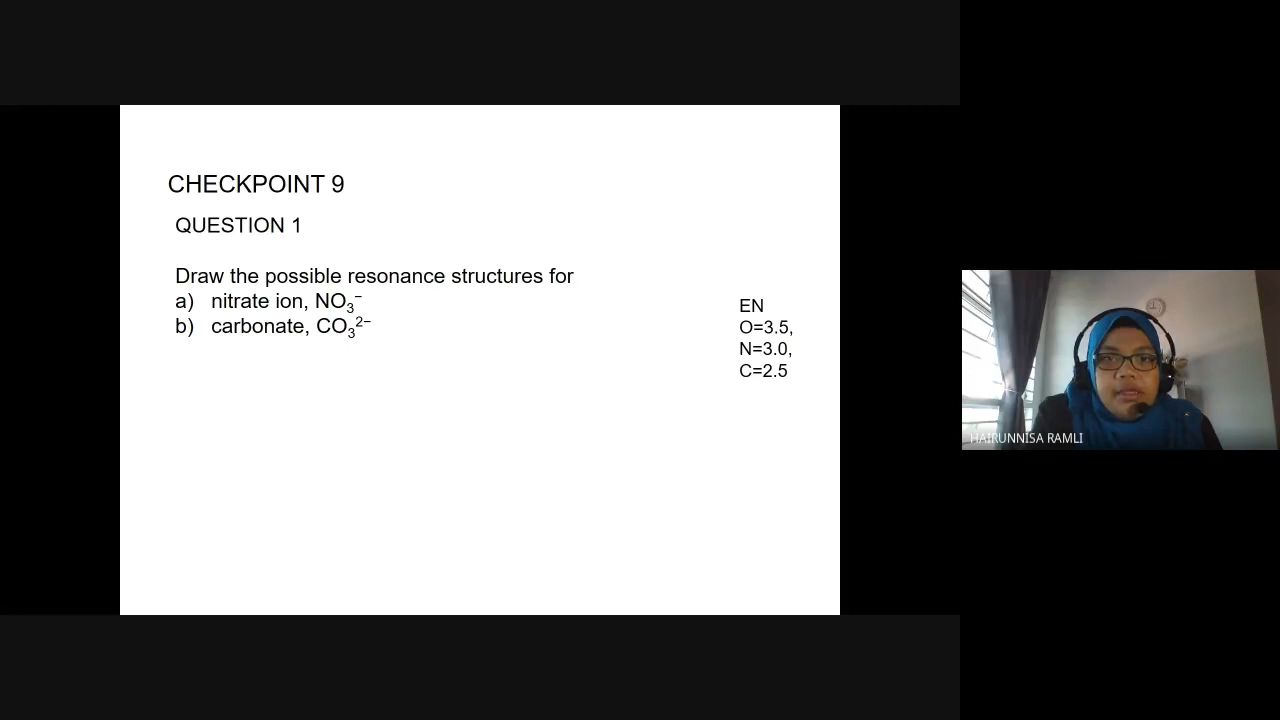 CHECKPOINT 9
QUESTION 1
Draw the possible resonance structures for
a) nitrate ion, NO₃⁻
b) carbonate, CO₃²⁻
EN
O=3.5,
N=3.0,
C=2.5
HAIRUNNISA RAMLI